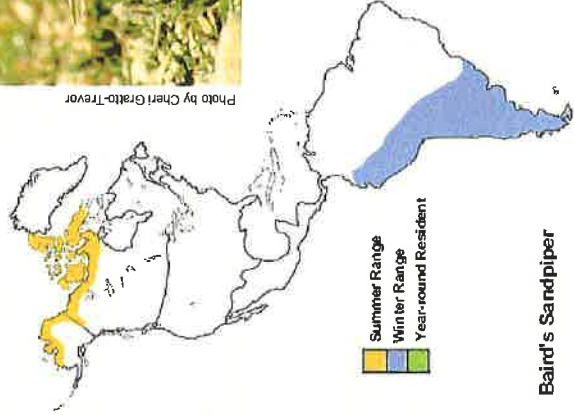 Photo by Cheri Gratto-Trevor
Summer Range
Winter Range
Year-round Resident
Baird's Sandpiper